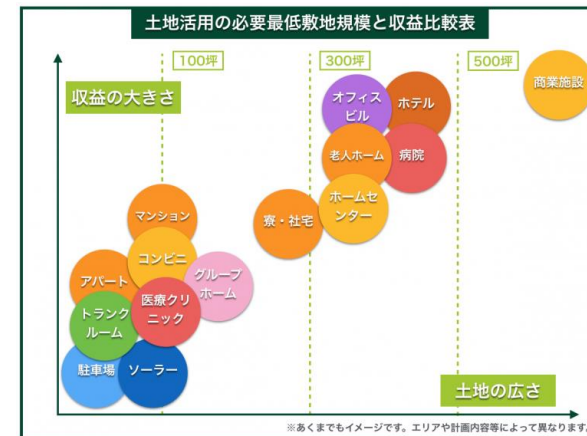 土地活用の必要最低敷地規模と収益比較表
100坪
300坪
500坪
収益の大きさ
商業施設
オフィス
ビル
ホテル
老人ホーム
病院
ホームセ
ンター
マンション
寮・社宅
コンビニ
グループ
ホーム
アパート
医療クリ
ニック
トランク
ルーム
駐車場
ソーラー
土地の広さ
※あくまでもイメージです。エリアや計画内容等によって異なります。